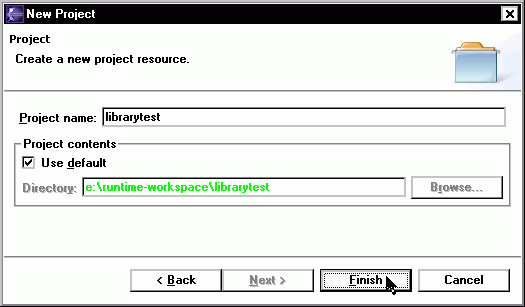 New Project
Project
Create a new project resource.
Project name: librarytest
Project contents
Use default
Directory: e:\runtime-workspace\librarytest Browse...
< Back Next > Finish Cancel